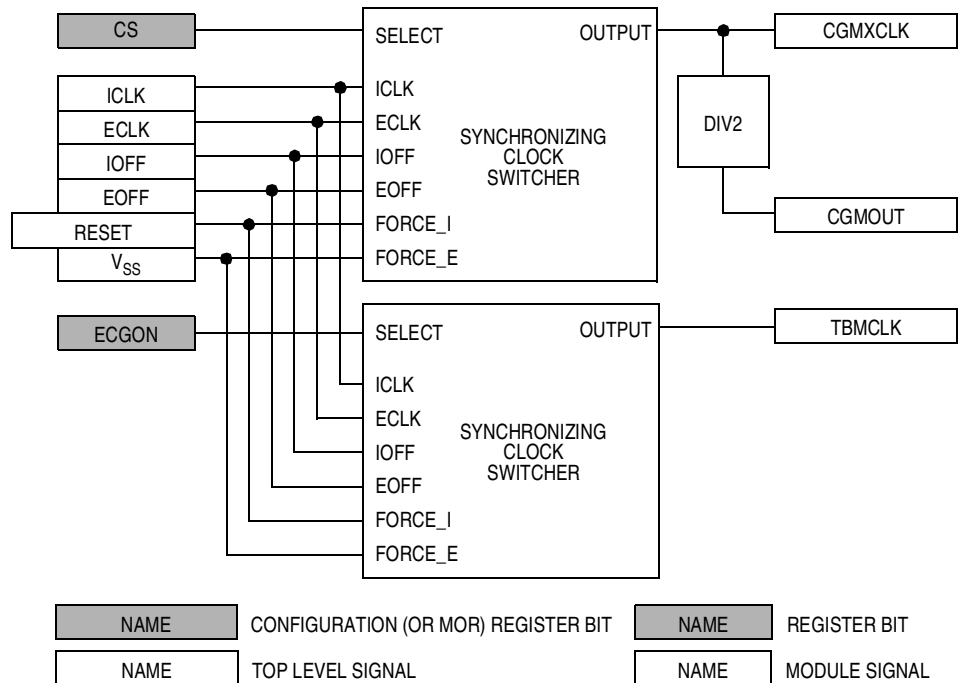 CS
SELECT
OUTPUT
CGMXCLK
ICLK
ECLK
IOFF
EOFF
RESET
VSS
ICLK
ECLK
IOFF
EOFF
FORCE_I
FORCE_E
SYNCHRONIZING
CLOCK
SWITCHER
DIV2
CGMOUT
ECGON
SELECT
OUTPUT
TBMCLK
ICLK
ECLK
IOFF
EOFF
FORCE_I
FORCE_E
SYNCHRONIZING
CLOCK
SWITCHER
NAME CONFIGURATION (OR MOR) REGISTER BIT
NAME REGISTER BIT
NAME TOP LEVEL SIGNAL
NAME MODULE SIGNAL